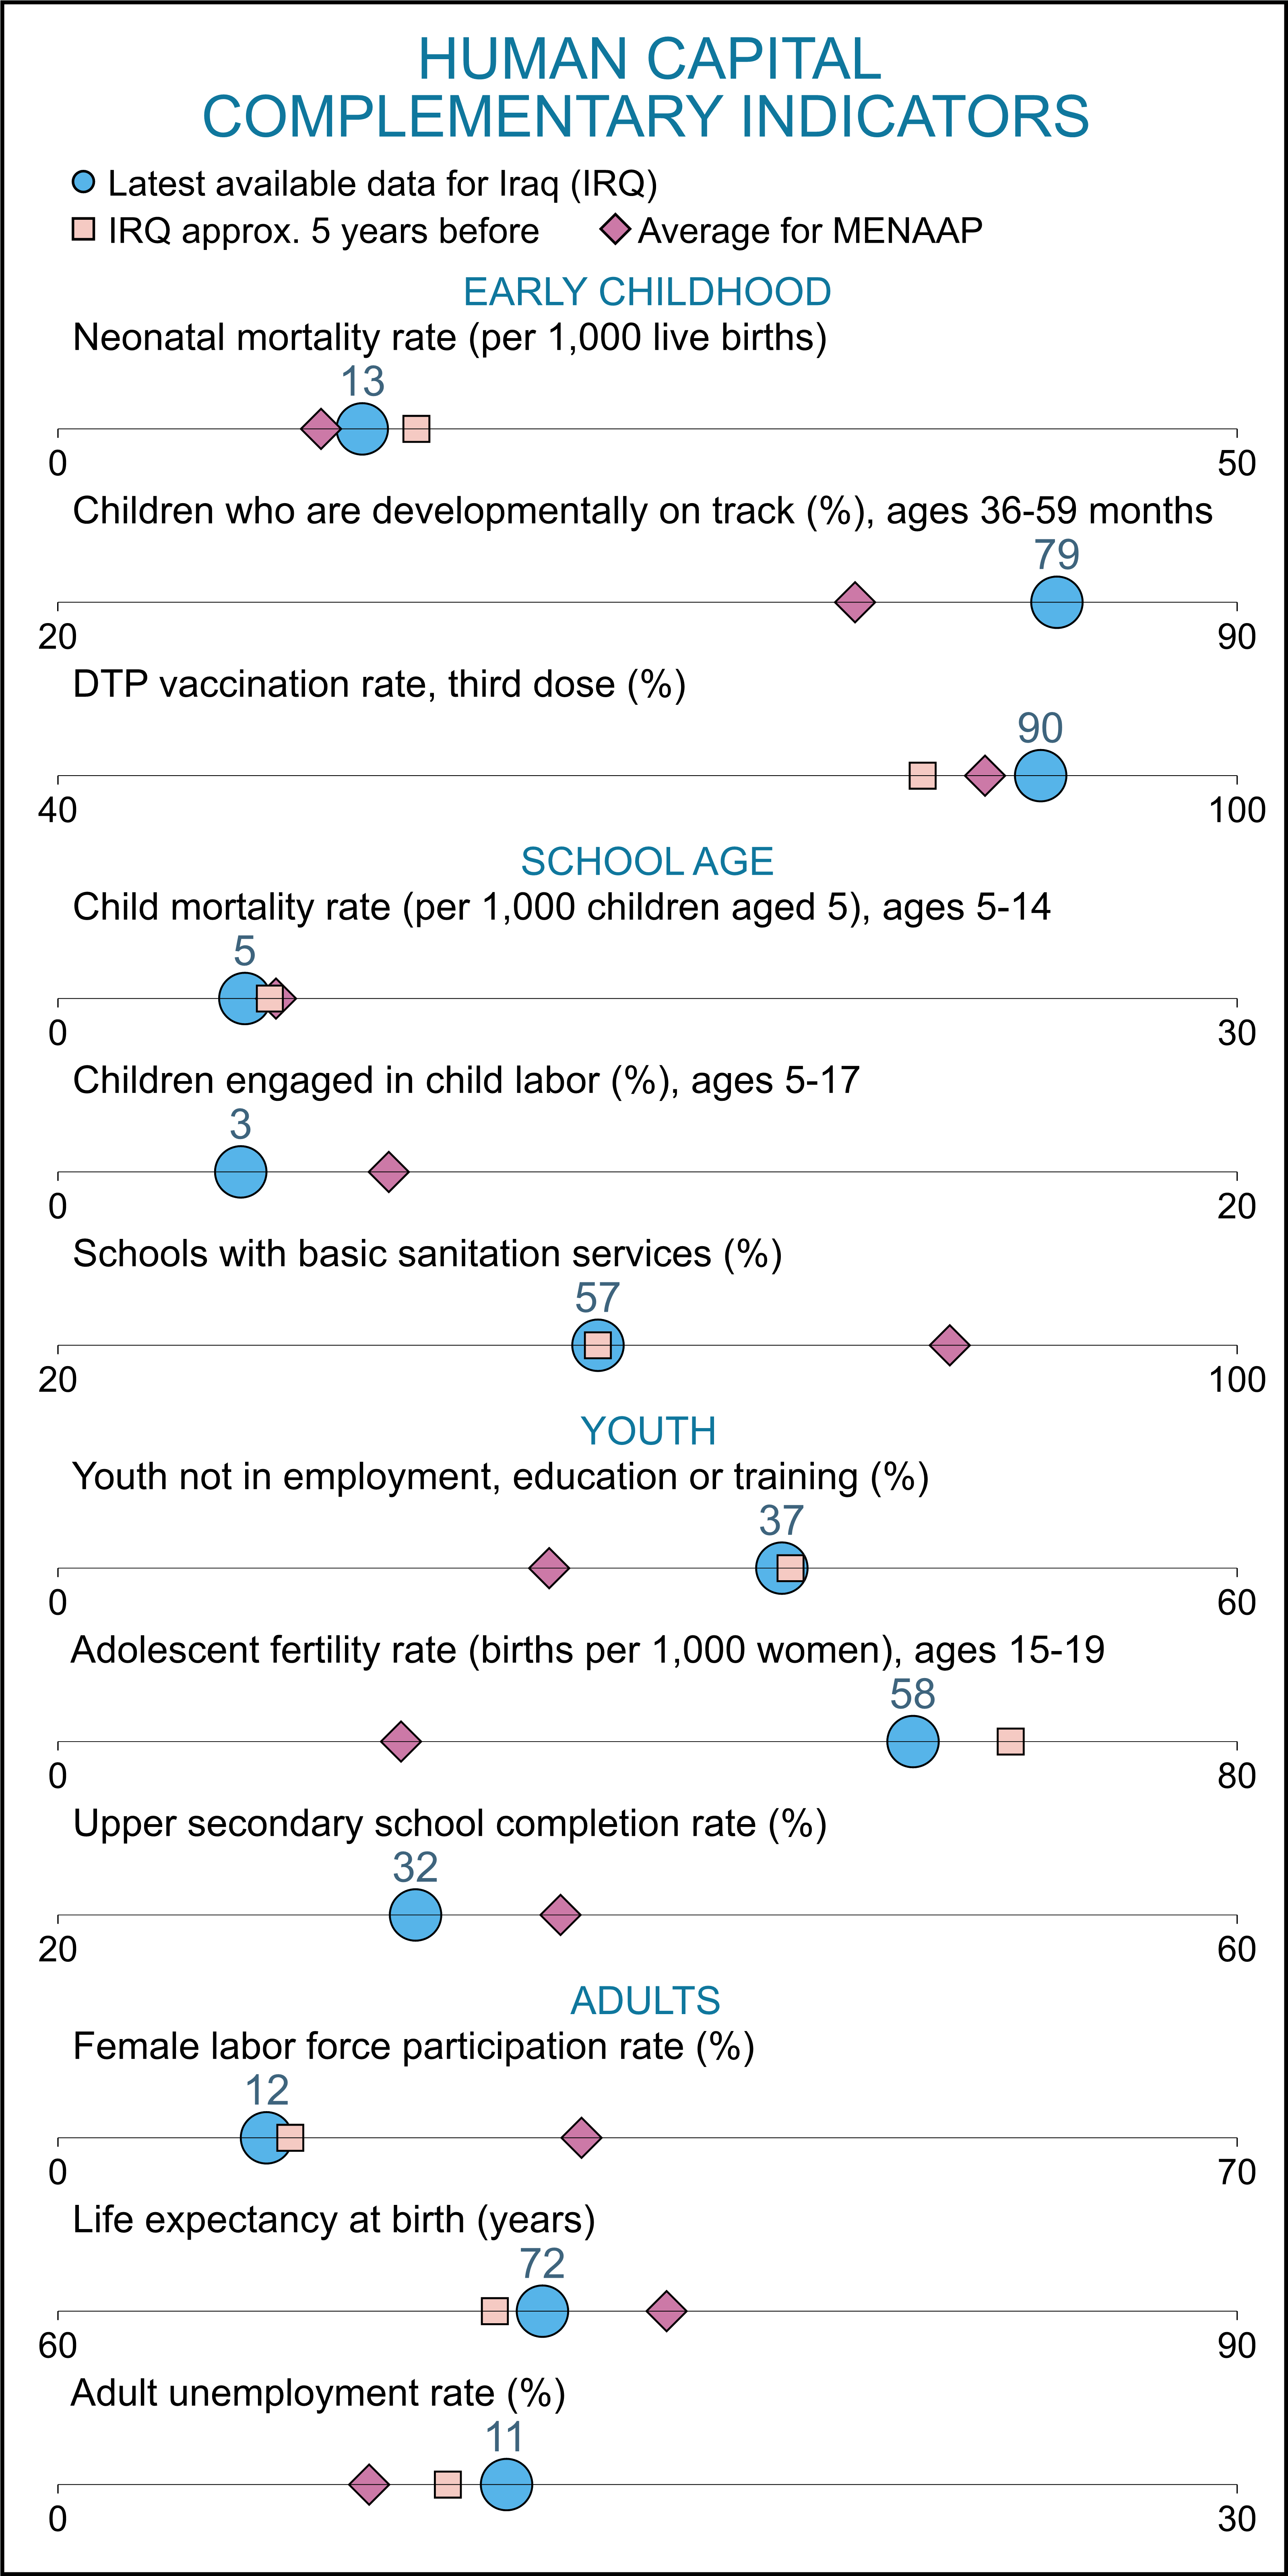 HUMAN CAPITAL
COMPLEMENTARY INDICATORS
Latest available data for Iraq (IRQ)
IRQ approx. 5 years before Average for MENAAP
EARLY CHILDHOOD
Neonatal mortality rate (per 1,000 live births)
13
0 50
Children who are developmentally on track (%), ages 36-59 months
79
20 90
DTP vaccination rate, third dose (%)
90
40 100
SCHOOL AGE
Child mortality rate (per 1,000 children aged 5), ages 5-14
5
0 30
Children engaged in child labor (%), ages 5-17
3
0 20
Schools with basic sanitation services (%)
57
20 100
YOUTH
Youth not in employment, education or training (%)
37
0 60
Adolescent fertility rate (births per 1,000 women), ages 15-19
58
0 80
Upper secondary school completion rate (%)
32
20 60
ADULTS
Female labor force participation rate (%)
12
0 70
Life expectancy at birth (years)
72
60 90
Adult unemployment rate (%)
11
0 30